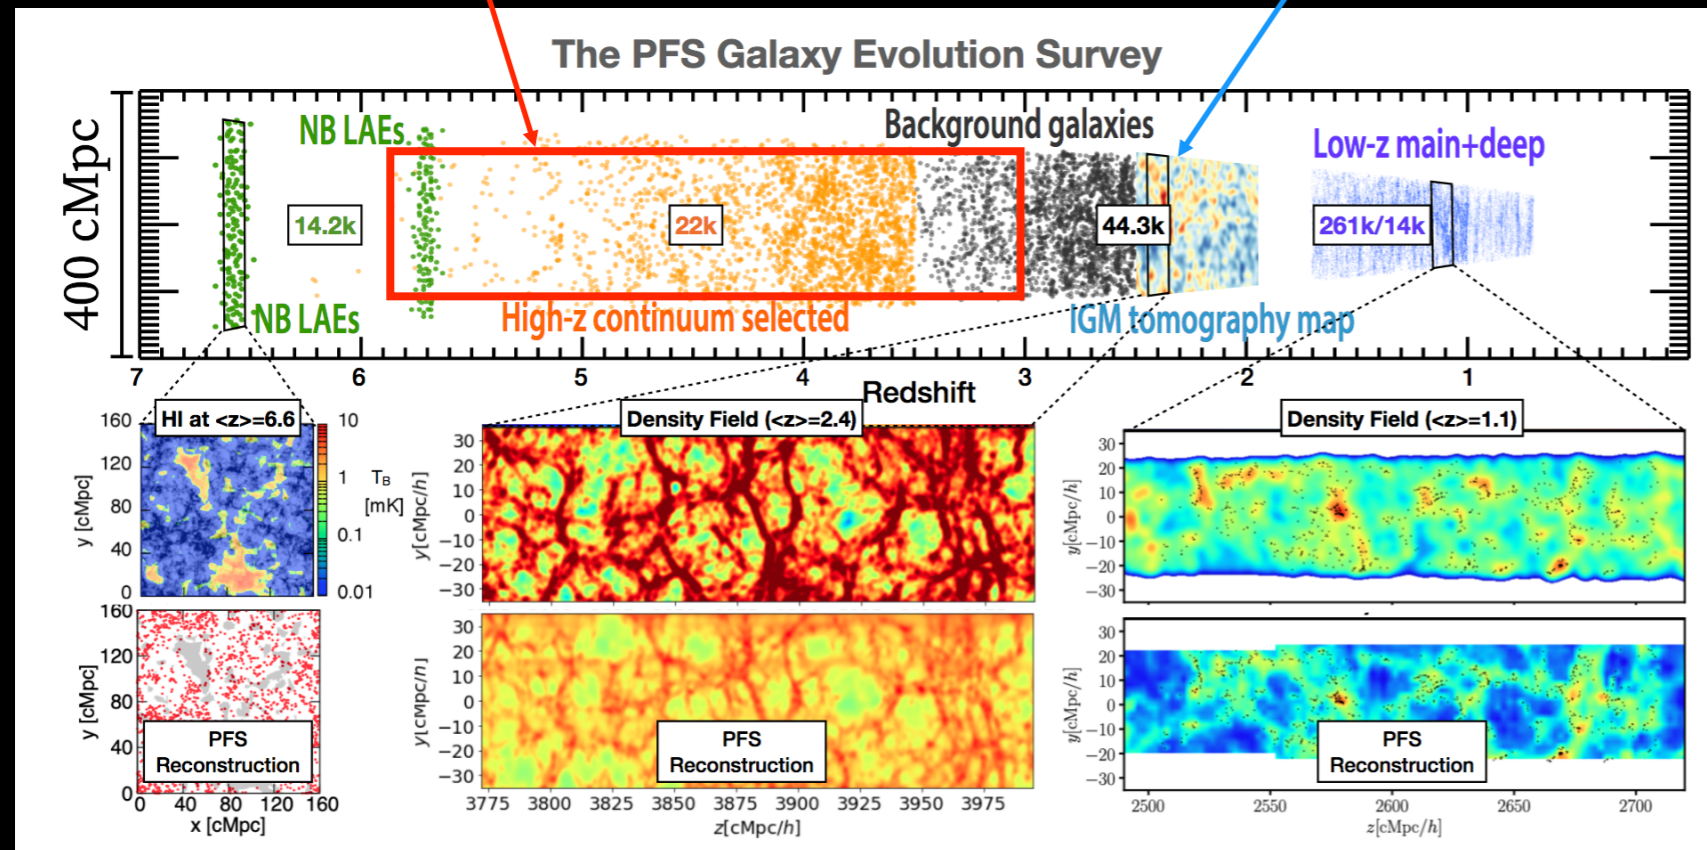 The PFS Galaxy Evolution Survey
400 cMpc
NB LAEs
Background galaxies
Low-z main+deep
14.2k
22k
44.3k
261k/14k
NB LAEs
High-z continuum selected
IGM tomography map
7 6 5 4 3 2 1
Redshift
HI at <z>=6.6
160
120
80
40
0
y [cMpc]
10
1
0.1
0.01
T_B
[mK]
160
120
80
40
0
y [cMpc]
PFS
Reconstruction
0 40 80 120 160
x [cMpc]
Density Field (<z>=2.4)
30
20
10
0
−10
−20
−30
y[cMpc/h]
30
20
10
0
−10
−20
−30
y[cMpc/h]
PFS
Reconstruction
3775 3800 3825 3850 3875 3900 3925 3950 3975
z[cMpc/h]
Density Field (<z>=1.1)
30
20
10
0
−10
−20
−30
y[cMpc/h]
30
20
10
0
−10
−20
−30
y[cMpc/h]
PFS
Reconstruction
2500 2550 2600 2650 2700
z[cMpc/h]